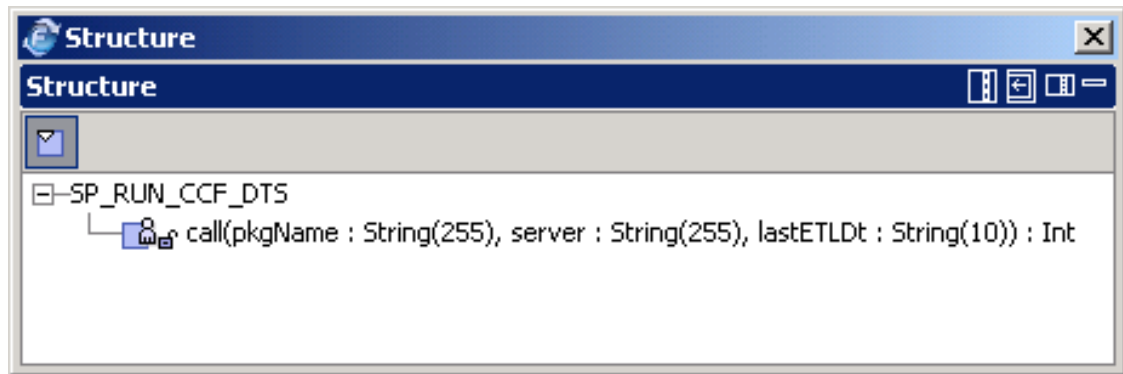 Structure
Structure
SP_RUN_CCF_DTS
call(pkgName : String(255), server : String(255), lastETLDt : String(10)) : Int